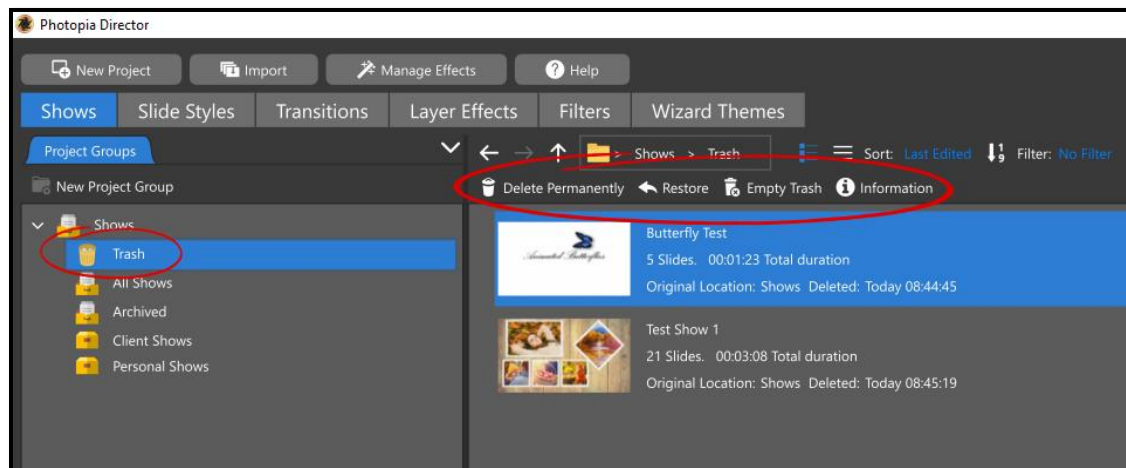 Photopia Director
New Project Import Manage Effects Help
Shows Slide Styles Transitions Layer Effects Filters Wizard Themes
Project Groups
> Shows > Trash Sort: Last Edited Filter: No Filter
New Project Group
Delete Permanently Restore Empty Trash Information
Shows
Trash
All Shows
Archived
Client Shows
Personal Shows
Animated Butterflies
Butterfly Test
5 Slides. 00:01:23 Total duration
Original Location: Shows Deleted: Today 08:44:45
Test Show 1
21 Slides. 00:03:08 Total duration
Original Location: Shows Deleted: Today 08:45:19